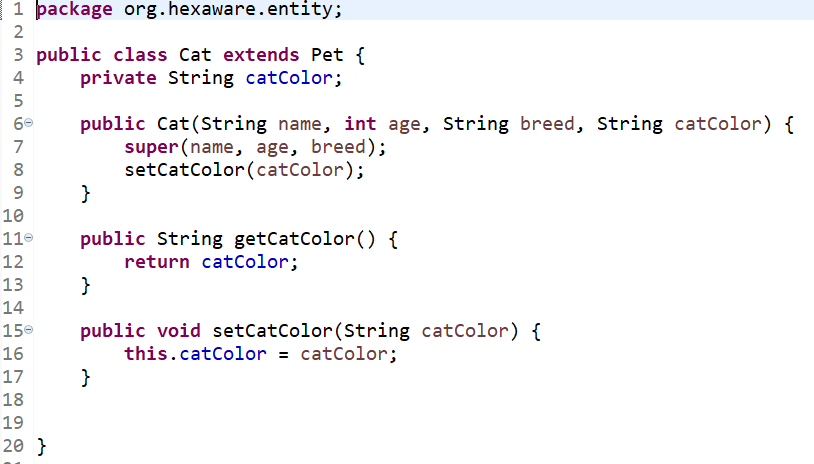 1 package org.hexaware.entity;
2
3 public class Cat extends Pet {
4     private String catColor;
5
6     public Cat(String name, int age, String breed, String catColor) {
7         super(name, age, breed);
8         setCatColor(catColor);
9     }
10
11     public String getCatColor() {
12         return catColor;
13     }
14
15     public void setCatColor(String catColor) {
16         this.catColor = catColor;
17     }
18
19
20 }